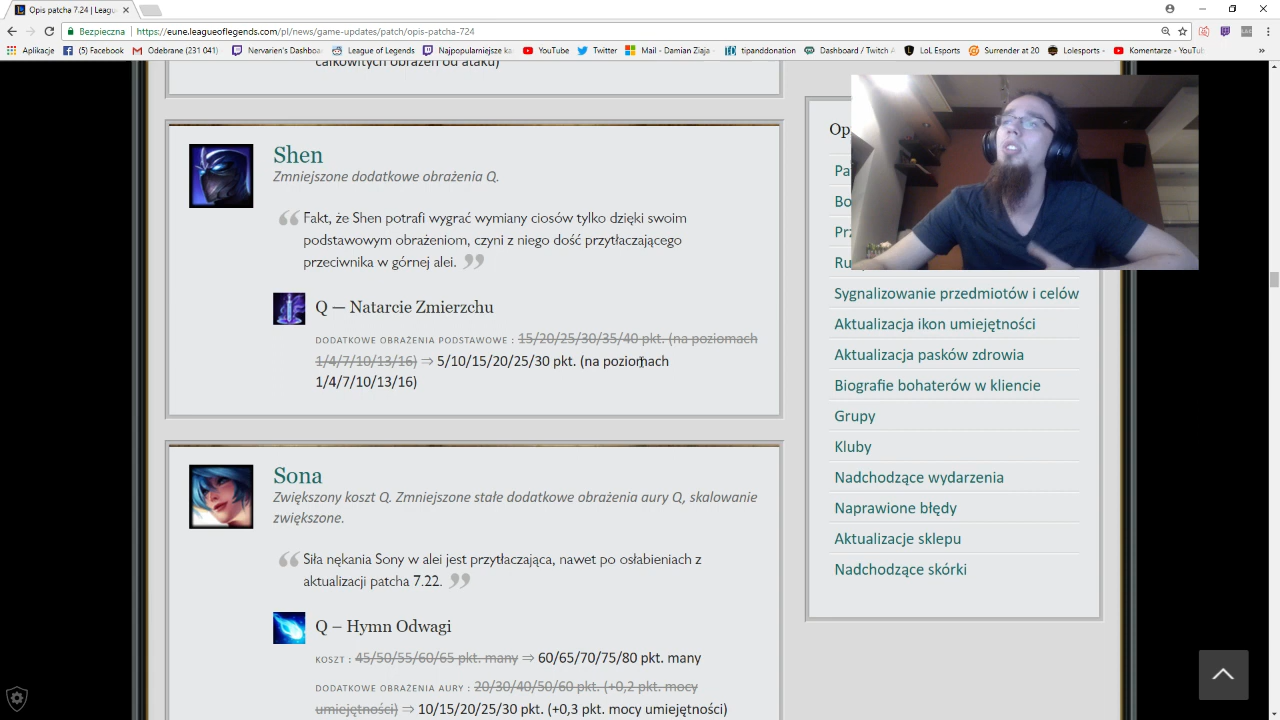 Opis patcha 7.24 | Leagu
Bezpieczna
https://eune.leagueoflegends.com/pl/news/game-updates/patch/opis-patcha-724
Aplikacje
(5) Facebook
Odebrane (231 041)
Nervarien's Dashboar
League of Legends
Najpopularniejsze ka
YouTube
Twitter
Mail - Damian Ziaja -
tipanddonation
Dashboard / Twitch A
LoL Esports
Surrender at 20
Lolesports -
Komentarze - YouTu
całkowitych obrażeń od ataku)
Shen
Zmniejszone dodatkowe obrażenia Q.
Fakt, że Shen potrafi wygrać wymiany ciosów tylko dzięki swoim
podstawowym obrażeniom, czyni z niego dość przytłaczającego
przeciwnika w górnej alei.
Q — Natarcie Zmierzchu
DODATKOWE OBRAŻENIA PODSTAWOWE : 15/20/25/30/35/40 pkt. (na poziomach
1/4/7/10/13/16) ⇒ 5/10/15/20/25/30 pkt. (na poziomach
1/4/7/10/13/16)
Sona
Zwiększony koszt Q. Zmniejszone stałe dodatkowe obrażenia aury Q, skalowanie
zwiększone.
Siła nękania Sony w alei jest przytłaczająca, nawet po osłabieniach z
aktualizacji patcha 7.22.
Q – Hymn Odwagi
KOSZT : 45/50/55/60/65 pkt. many ⇒ 60/65/70/75/80 pkt. many
DODATKOWE OBRAŻENIA AURY : 20/30/40/50/60 pkt. (+0,2 pkt. mocy
umiejętności) ⇒ 10/15/20/25/30 pkt. (+0,3 pkt. mocy umiejętności)
Op
Pa
Bo
Prz
Ru
Sygnalizowanie przedmiotów i celów
Aktualizacja ikon umiejętności
Aktualizacja pasków zdrowia
Biografie bohaterów w kliencie
Grupy
Kluby
Nadchodzące wydarzenia
Naprawione błędy
Aktualizacje sklepu
Nadchodzące skórki